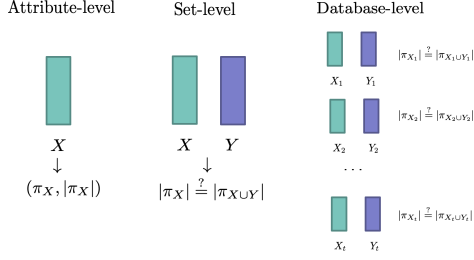 Attribute-level
X
↓
(π_X, |π_X|)
Set-level
X Y
↓
|π_X| ≟ |π_{X∪Y}|
Database-level
X_1 Y_1 |π_{X_1}| ≟ |π_{X_1∪Y_1}|
X_2 Y_2 |π_{X_2}| ≟ |π_{X_2∪Y_2}|
...
X_t Y_t |π_{X_t}| ≟ |π_{X_t∪Y_t}|